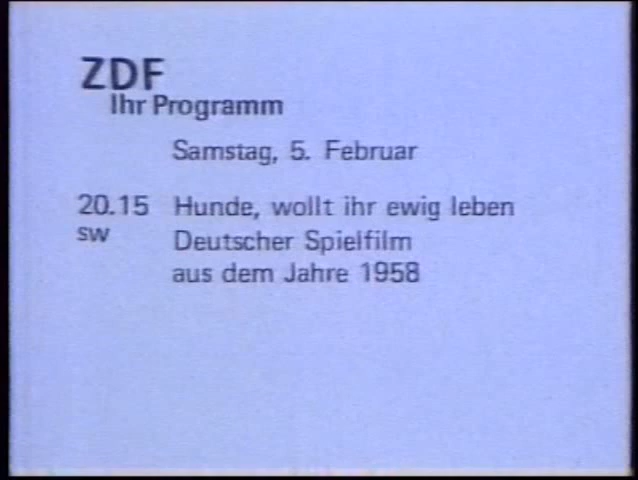 ZDF
Ihr Programm
Samstag, 5. Februar
20.15 Hunde, wollt ihr ewig leben
sw Deutscher Spielfilm
aus dem Jahre 1958